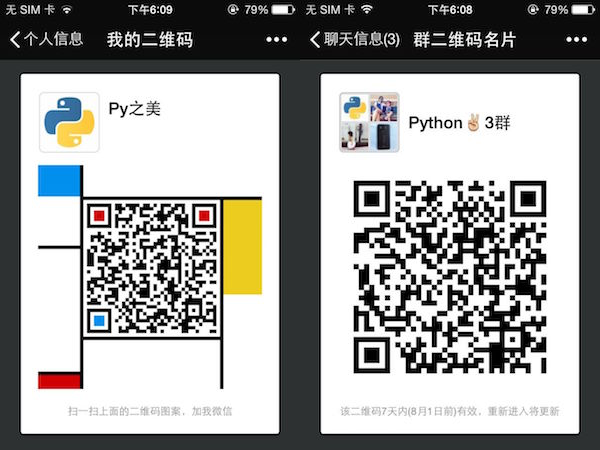 无 SIM 卡 下午6:09 79%
个人信息 我的二维码
Py之美
扫一扫上面的二维码图案，加我微信
无 SIM 卡 下午6:08 79%
聊天信息(3) 群二维码名片
Python✌🏻3群
该二维码7天内(8月1日前)有效，重新进入将更新